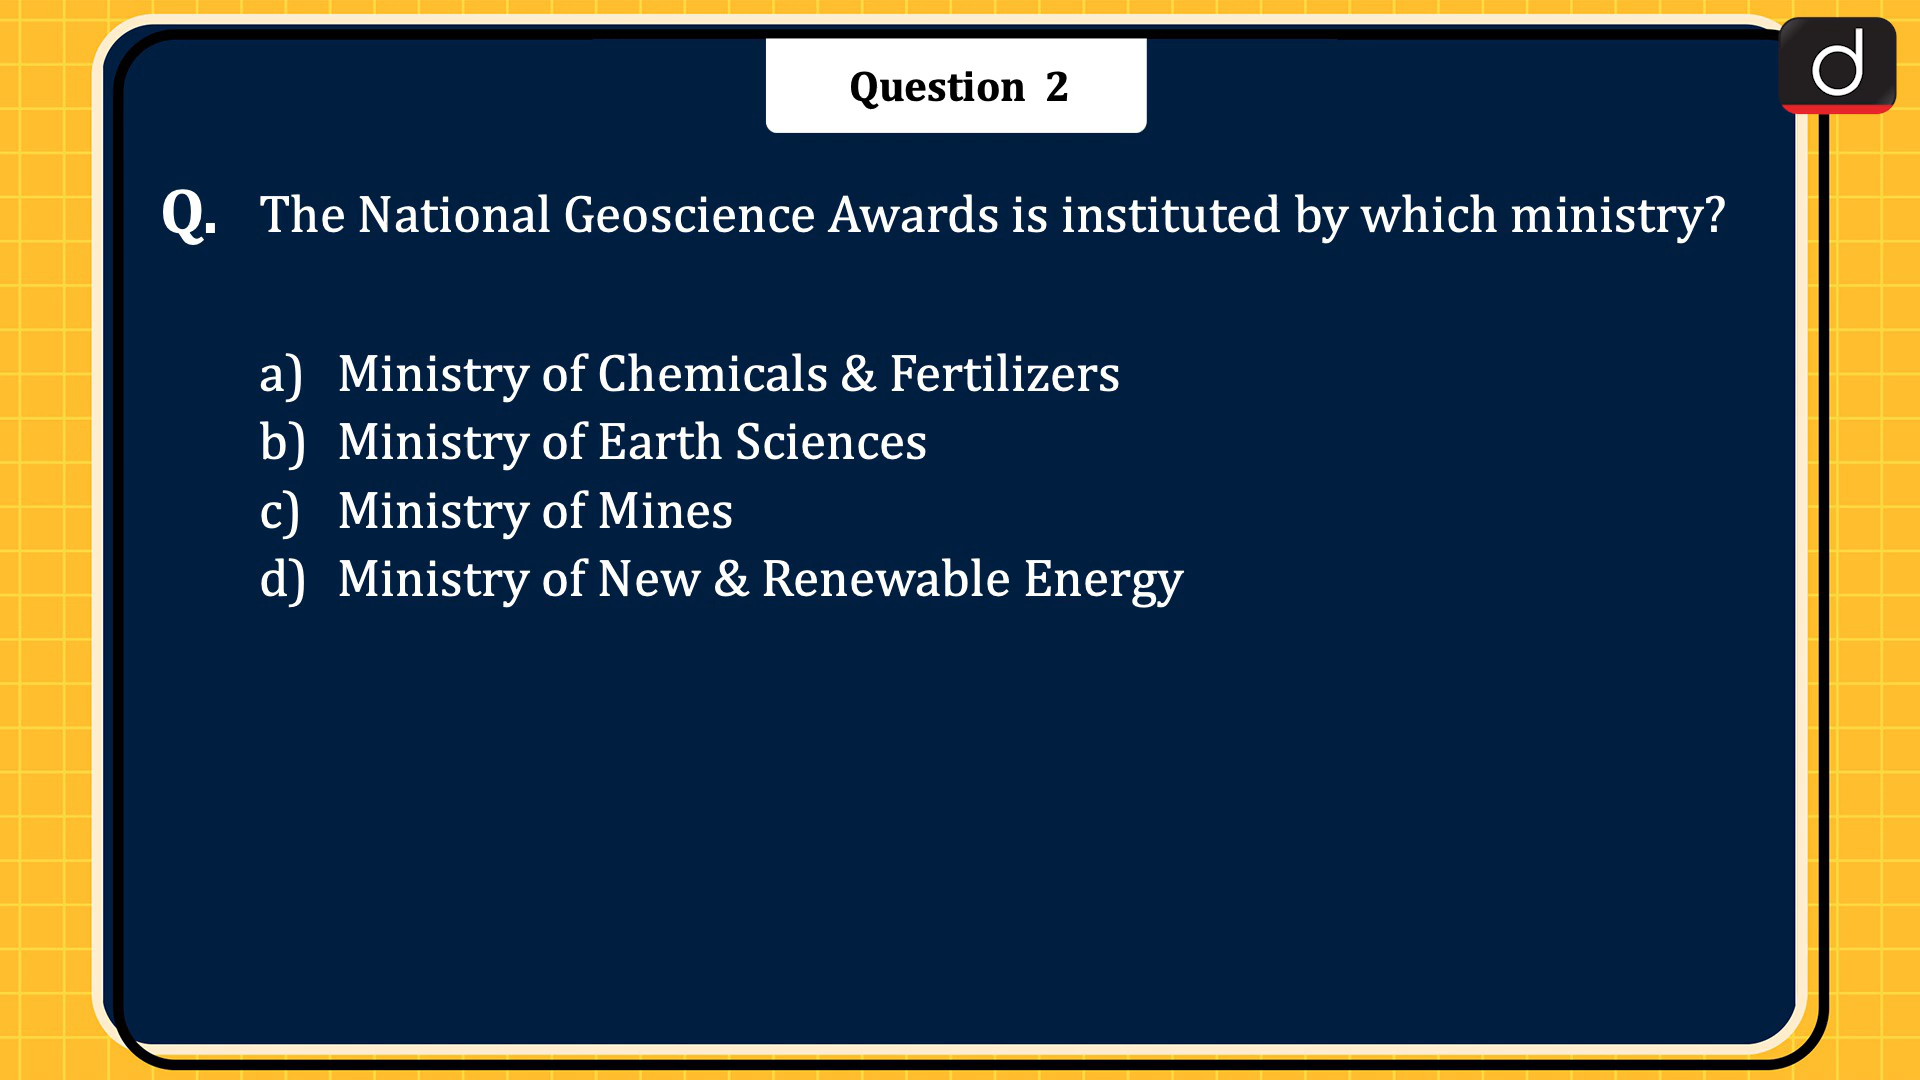 Question 2
d
Q. The National Geoscience Awards is instituted by which ministry?
a) Ministry of Chemicals & Fertilizers
b) Ministry of Earth Sciences
c) Ministry of Mines
d) Ministry of New & Renewable Energy